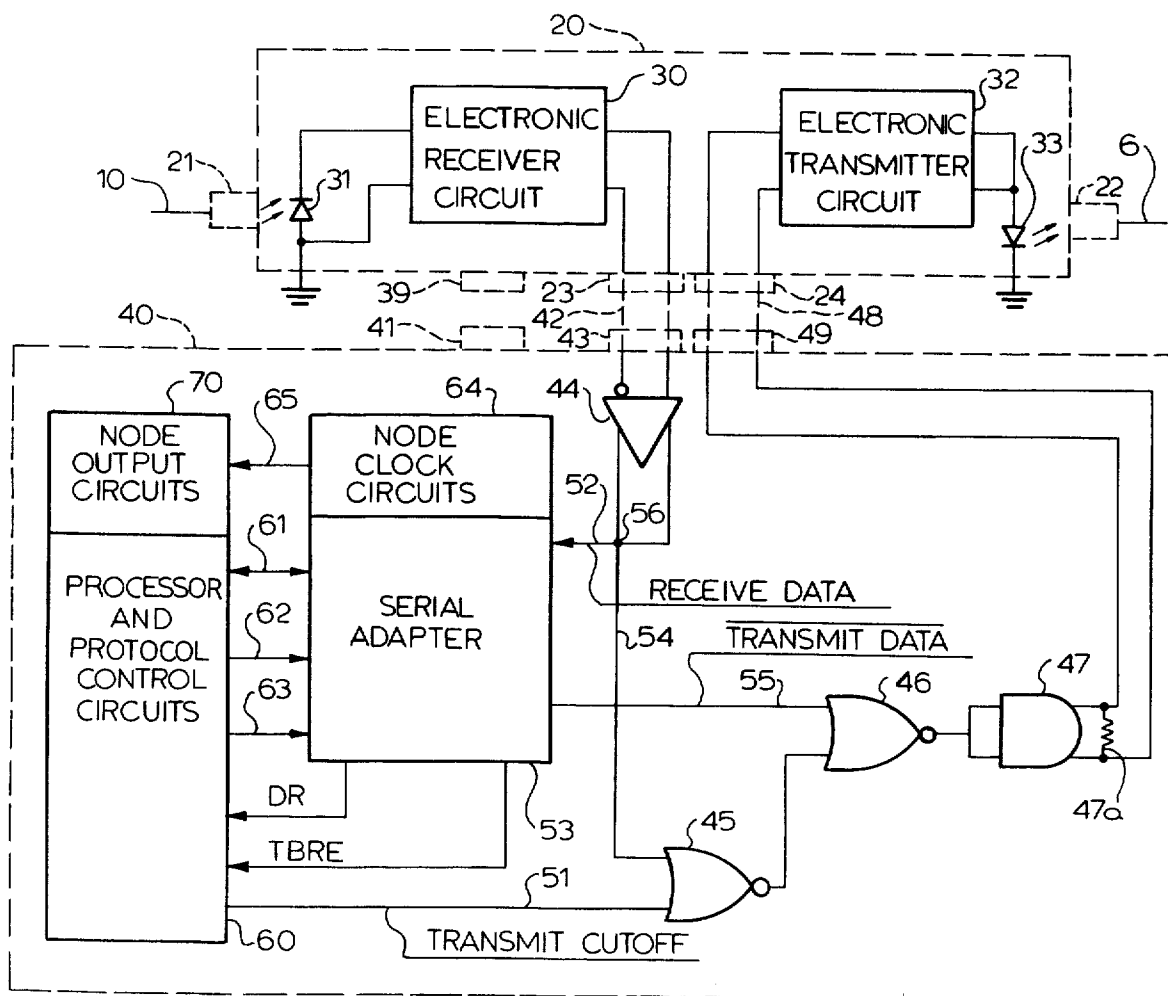 20
30
32
ELECTRONIC
RECEIVER
CIRCUIT
ELECTRONIC
TRANSMITTER
CIRCUIT
33
6
21
10
31
22
39
23
24
42
48
40
41
43
49
70
65
64
44
NODE
OUTPUT
CIRCUITS
NODE
CLOCK
CIRCUITS
52
56
61
PROCESSOR
AND
PROTOCOL
CONTROL
CIRCUITS
SERIAL
ADAPTER
RECEIVE DATA
62
54
TRANSMIT DATA
63
55
46
47
47a
DR
53
45
TBRE
51
60
TRANSMIT CUTOFF